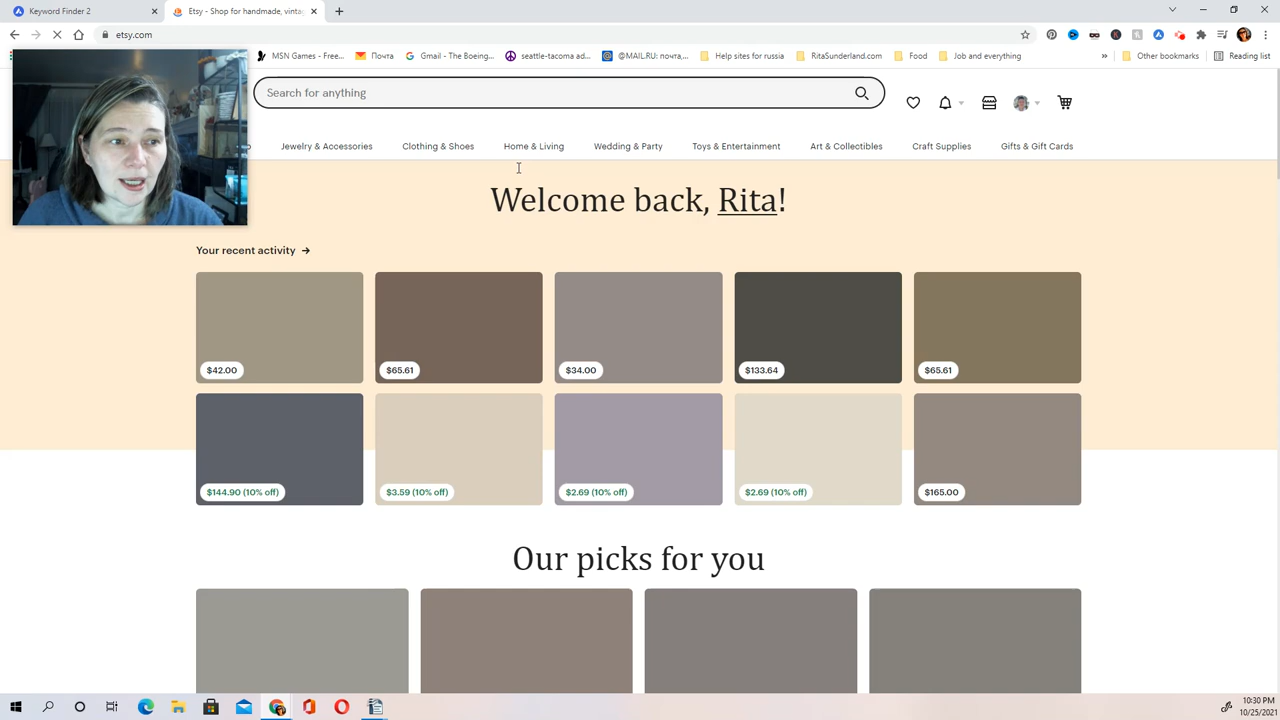 Keyword Finder 2
Etsy - Shop for handmade, vinta
etsy.com
MSN Games - Free...
Почта
Gmail - The Boeing...
seattle-tacoma ad...
@MAIL.RU: почта,...
Help sites for russia
RitaSunderland.com
Food
Job and everything
»
Other bookmarks
Reading list
Search for anything
Jewelry & Accessories
Clothing & Shoes
Home & Living
Wedding & Party
Toys & Entertainment
Art & Collectibles
Craft Supplies
Gifts & Gift Cards
Welcome back, Rita!
Your recent activity →
$42.00
$65.61
$34.00
$133.64
$65.61
$144.90 (10% off)
$3.59 (10% off)
$2.69 (10% off)
$2.69 (10% off)
$165.00
Our picks for you
10:30 PM
10/25/2021